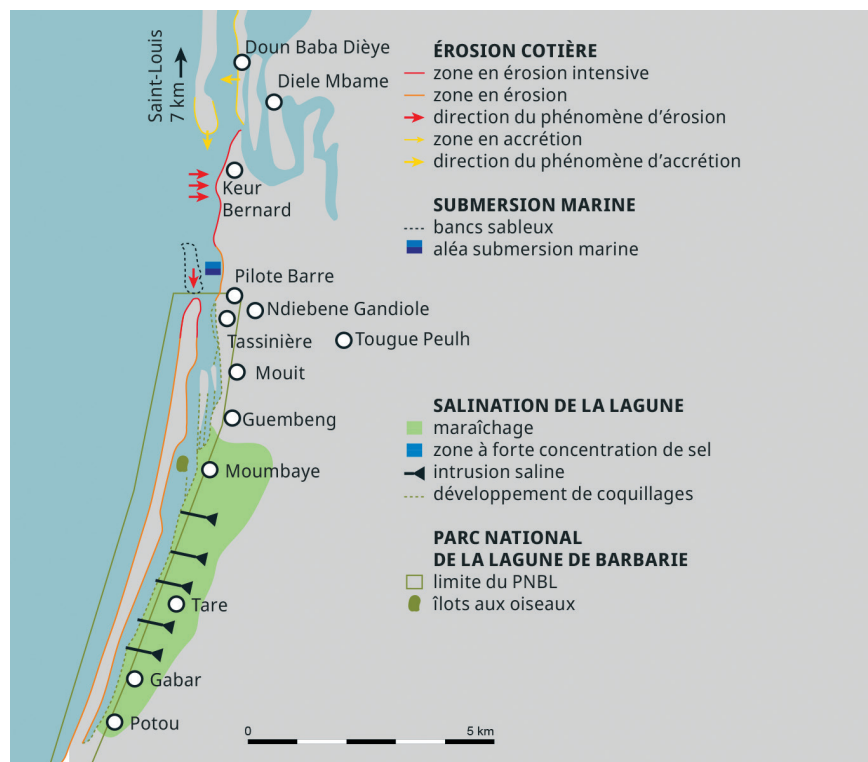 Saint-Louis
7 km
Doun Baba Dièye
Diele Mbame
Keur
Bernard
Pilote Barre
Ndiebene Gandiole
Tassinière
Tougue Peulh
Mouit
Guembeng
Moumbaye
Tare
Gabar
Potou
ÉROSION COTIÈRE
zone en érosion intensive
zone en érosion
direction du phénomène d'érosion
zone en accrétion
direction du phénomène d'accrétion
SUBMERSION MARINE
bancs sableux
aléa submersion marine
SALINATION DE LA LAGUNE
maraîchage
zone à forte concentration de sel
intrusion saline
développement de coquillages
PARC NATIONAL
DE LA LAGUNE DE BARBARIE
limite du PNBL
îlots aux oiseaux
0
5 km